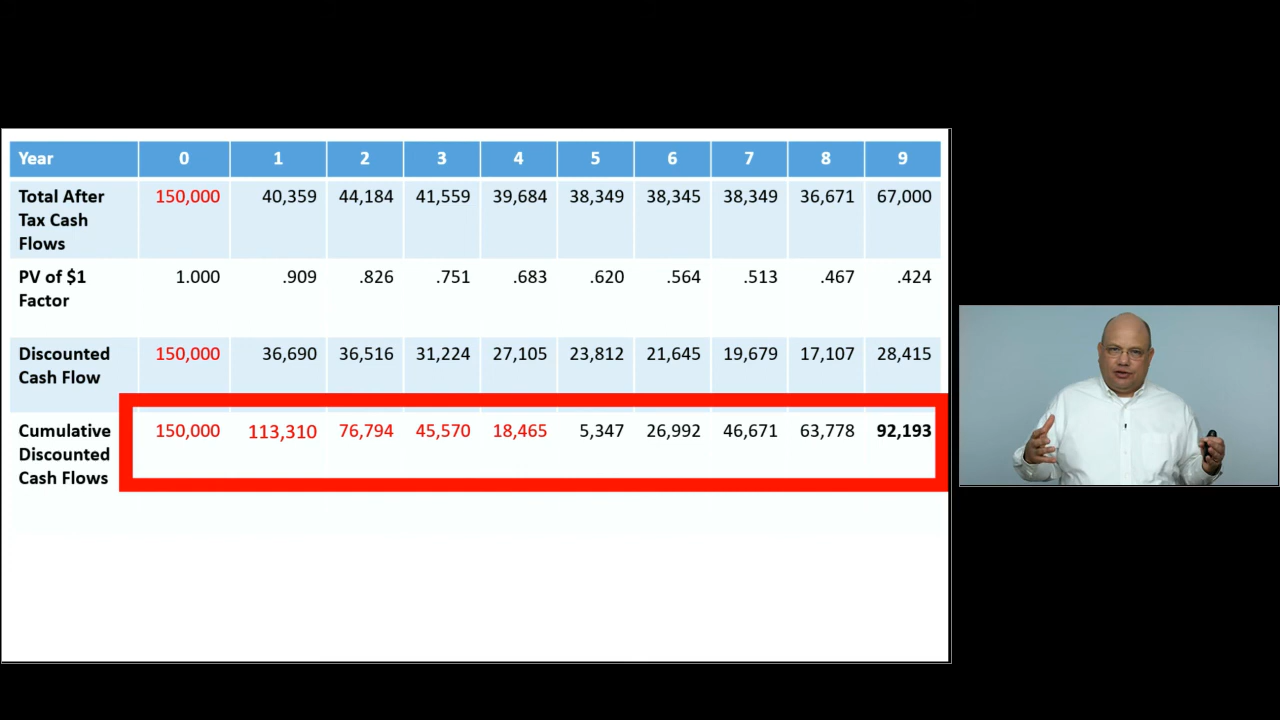 Year 0 1 2 3 4 5 6 7 8 9
Total After 150,000 40,359 44,184 41,559 39,684 38,349 38,345 38,349 36,671 67,000
Tax Cash
Flows
PV of $1 1.000 .909 .826 .751 .683 .620 .564 .513 .467 .424
Factor
Discounted 150,000 36,690 36,516 31,224 27,105 23,812 21,645 19,679 17,107 28,415
Cash Flow
Cumulative 150,000 113,310 76,794 45,570 18,465 5,347 26,992 46,671 63,778 92,193
Discounted
Cash Flows